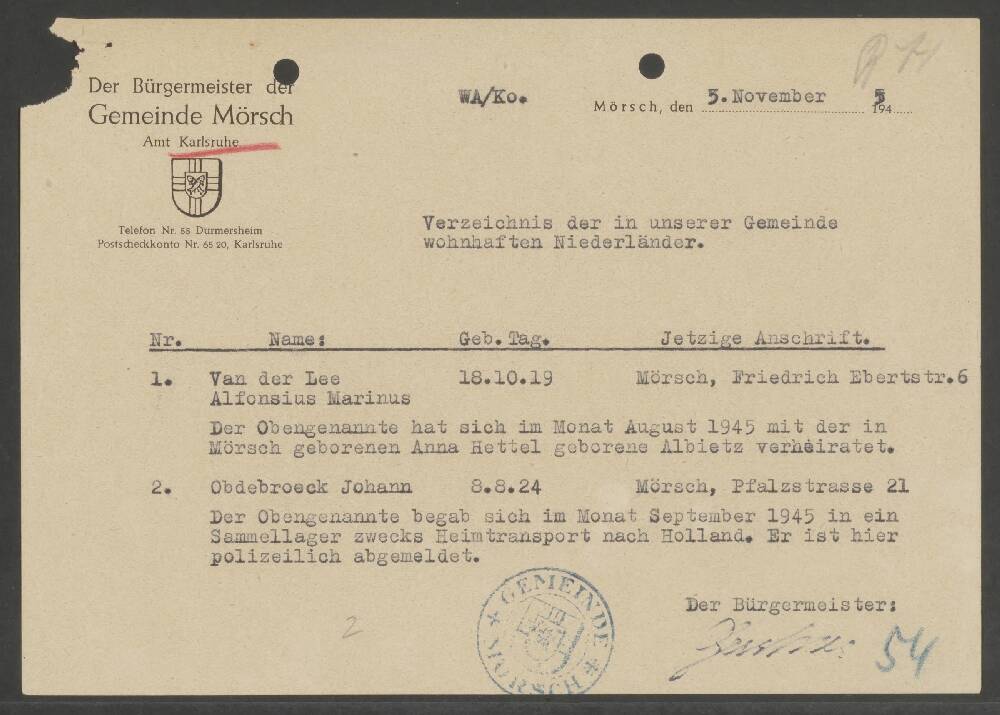 Der Bürgermeister der
Gemeinde Mörsch
Amt Karlsruhe
Telefon Nr. 55 Durmersheim
Postscheckkonto Nr. 65 20, Karlsruhe
WA/Ko.
Mörsch, den 5. November 1945
Verzeichnis der in unserer Gemeinde
wohnhaften Niederländer.
Nr. Name: Geb. Tag. Jetzige Anschrift.
1. Van der Lee 18.10.19 Mörsch, Friedrich Ebertstr.6
Alfonsius Marinus
Der Obengenannte hat sich im Monat August 1945 mit der in
Mörsch geborenen Anna Hettel geborene Albietz verheiratet.
2. Obdebroeck Johann 8.8.24 Mörsch, Pfalzstrasse 21
Der Obengenannte begab sich im Monat September 1945 in ein
Sammellager zwecks Heimtransport nach Holland. Er ist hier
polizeilich abgemeldet.
Der Bürgermeister:
GEMEINDE
MÖRSCH
2
54